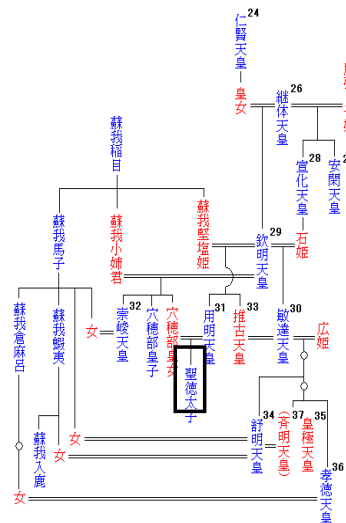 24
仁賢天皇
皇女
26
継体天皇
28
宣化天皇
安閑天皇
石姫
蘇我稲目
蘇我馬子
蘇我小姉君
蘇我堅塩姫
29
欽明天皇
蘇我倉麻呂
蘇我蝦夷
女
32
崇峻天皇
穴穂部皇子
穴穂部皇女
31
用明天皇
33
推古天皇
30
敏達天皇
広姫
聖徳太子
蘇我入鹿
女
女
女
34
舒明天皇
37
(斉明天皇)
35
皇極天皇
36
孝徳天皇